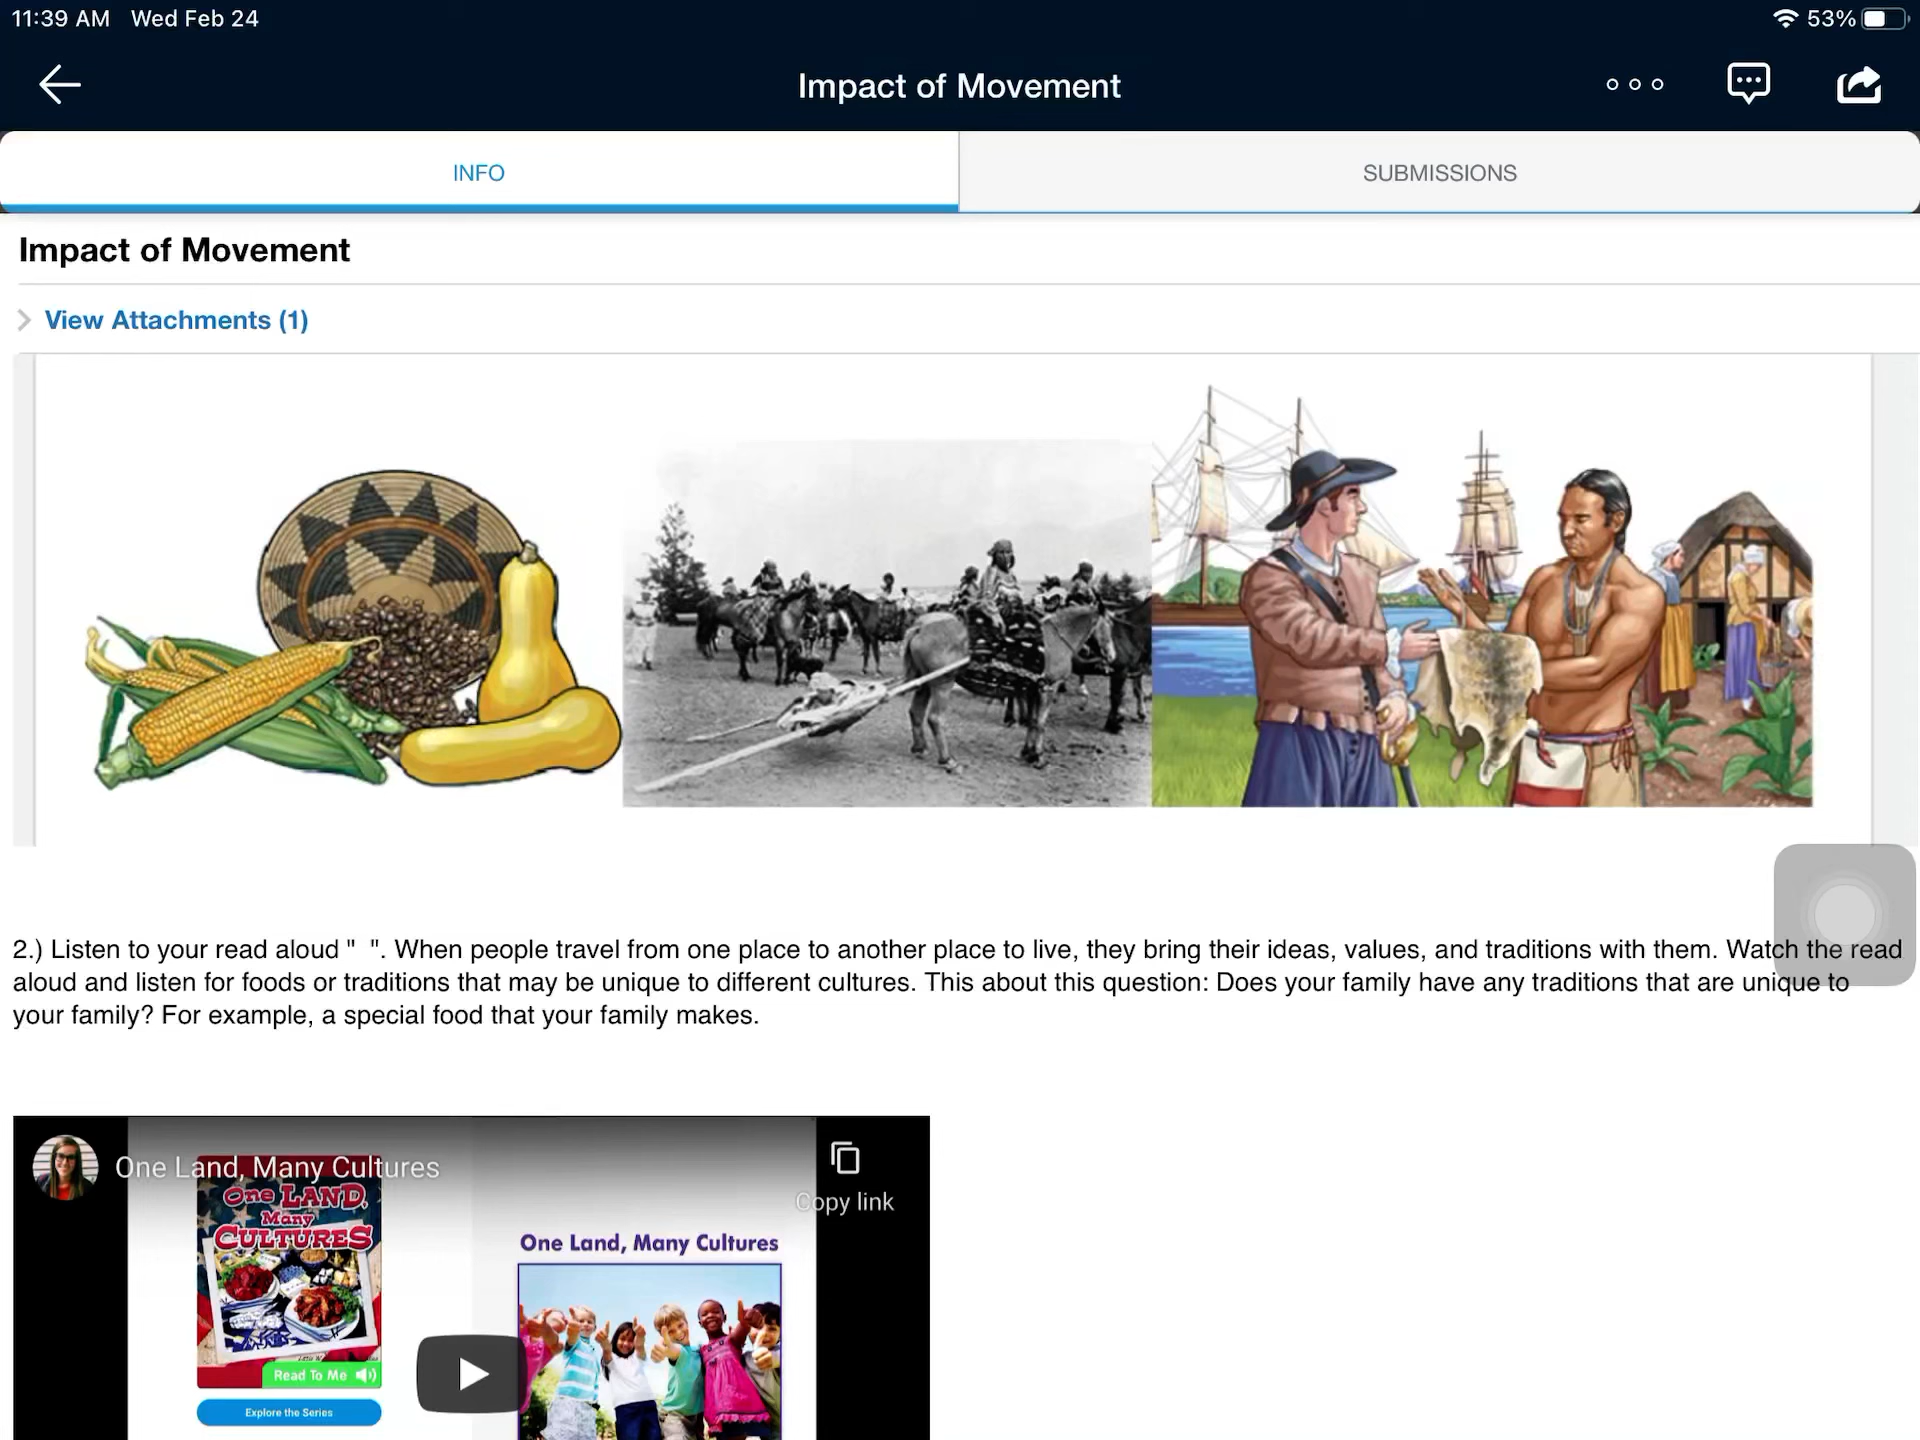 11:39 AM Wed Feb 24
53%
Impact of Movement
INFO
SUBMISSIONS
Impact of Movement
View Attachments (1)
2.) Listen to your read aloud "  ". When people travel from one place to another place to live, they bring their ideas, values, and traditions with them. Watch the read
aloud and listen for foods or traditions that may be unique to different cultures. This about this question: Does your family have any traditions that are unique to
your family? For example, a special food that your family makes.
One Land, Many Cultures
Copy link
One LAND,
Many
CULTURES
Read To Me
Explore the Series
One Land, Many Cultures